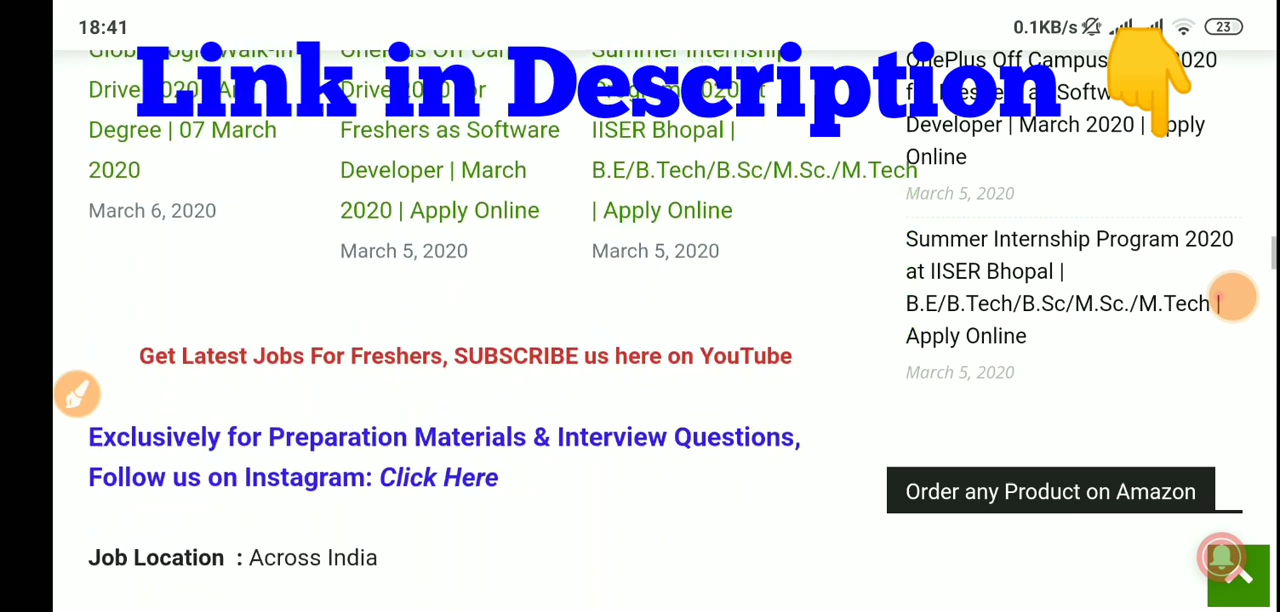 18:41
0.1KB/s
23
Link in Description
Drive
Degree | 07 March
2020
March 6, 2020
Freshers as Software
Developer | March
2020 | Apply Online
March 5, 2020
Summer Internship
IISER Bhopal |
B.E/B.Tech/B.Sc/M.Sc./M.Tech
| Apply Online
March 5, 2020
OnePlus Off Campus
Developer | March 2020 | Apply
Online
March 5, 2020
Summer Internship Program 2020
at IISER Bhopal |
B.E/B.Tech/B.Sc/M.Sc./M.Tech |
Apply Online
March 5, 2020
Get Latest Jobs For Freshers, SUBSCRIBE us here on YouTube
Exclusively for Preparation Materials & Interview Questions,
Follow us on Instagram: Click Here
Order any Product on Amazon
Job Location : Across India